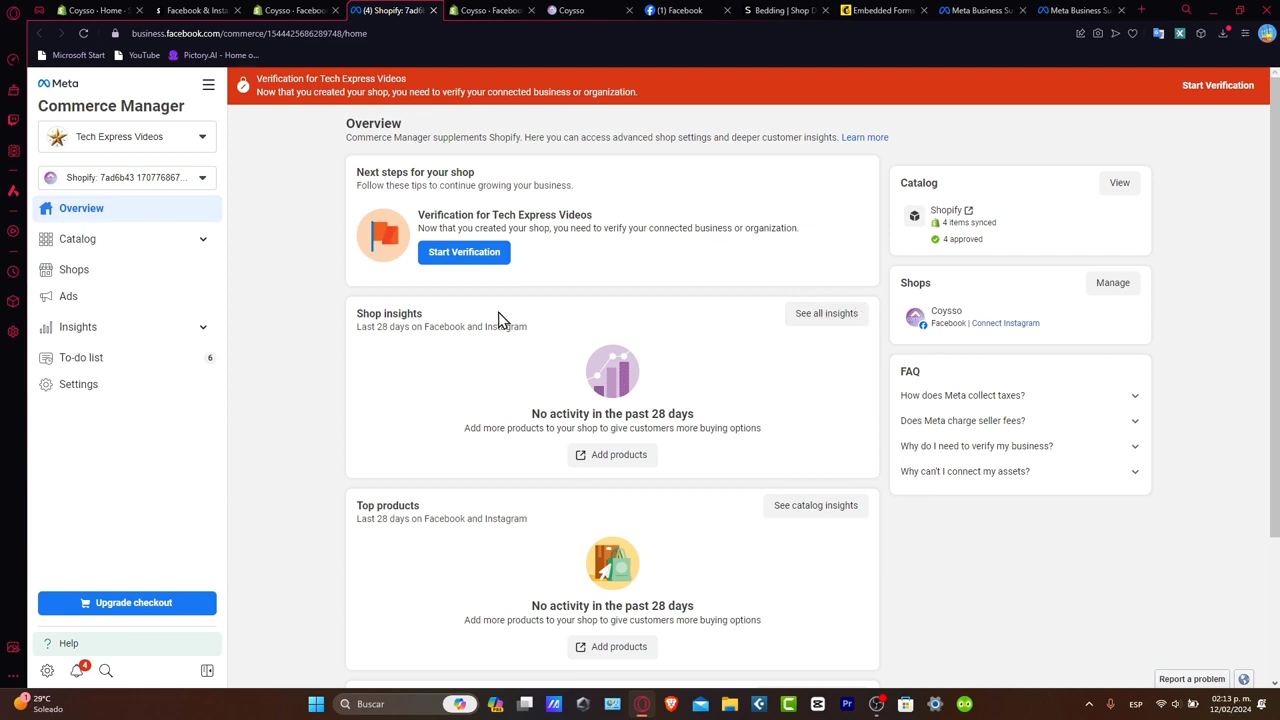 Coysso · Home ·
Facebook & Insta
Coysso · Facebook
(4) Shopify: 7ad6
Coysso · Facebook
Coysso
(1) Facebook
Bedding | Shop D
Embedded Forms
Meta Business Su
Meta Business Su
business.facebook.com/commerce/1544425686289748/home
Microsoft Start
YouTube
Pictory.AI - Home o...
Meta
Commerce Manager
Tech Express Videos
Shopify: 7ad6b43 170776867...
Overview
Catalog
Shops
Ads
Insights
To-do list
6
Settings
Upgrade checkout
Help
4
Verification for Tech Express Videos
Now that you created your shop, you need to verify your connected business or organization.
Start Verification
Overview
Commerce Manager supplements Shopify. Here you can access advanced shop settings and deeper customer insights. Learn more
Next steps for your shop
Follow these tips to continue growing your business.
Verification for Tech Express Videos
Now that you created your shop, you need to verify your connected business or organization.
Start Verification
Shop insights
Last 28 days on Facebook and Instagram
See all insights
No activity in the past 28 days
Add more products to your shop to give customers more buying options
Add products
Top products
Last 28 days on Facebook and Instagram
See catalog insights
No activity in the past 28 days
Add more products to your shop to give customers more buying options
Add products
Catalog
View
Shopify
4 items synced
4 approved
Shops
Manage
Coysso
Facebook | Connect Instagram
FAQ
How does Meta collect taxes?
Does Meta charge seller fees?
Why do I need to verify my business?
Why can't I connect my assets?
Report a problem
1
29°C
Soleado
Buscar
ESP
02:13 p. m.
12/02/2024